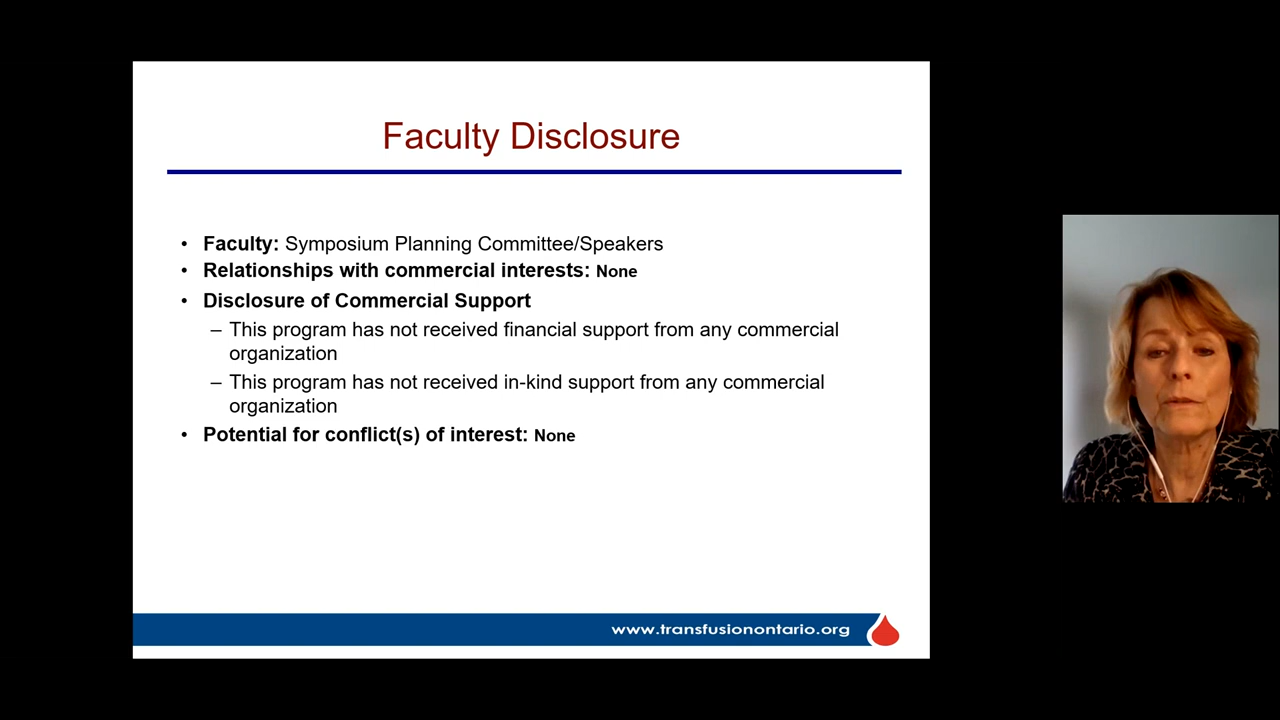 Faculty Disclosure
• Faculty: Symposium Planning Committee/Speakers
• Relationships with commercial interests: None
• Disclosure of Commercial Support
– This program has not received financial support from any commercial
organization
– This program has not received in-kind support from any commercial
organization
• Potential for conflict(s) of interest: None
www.transfusionontario.org